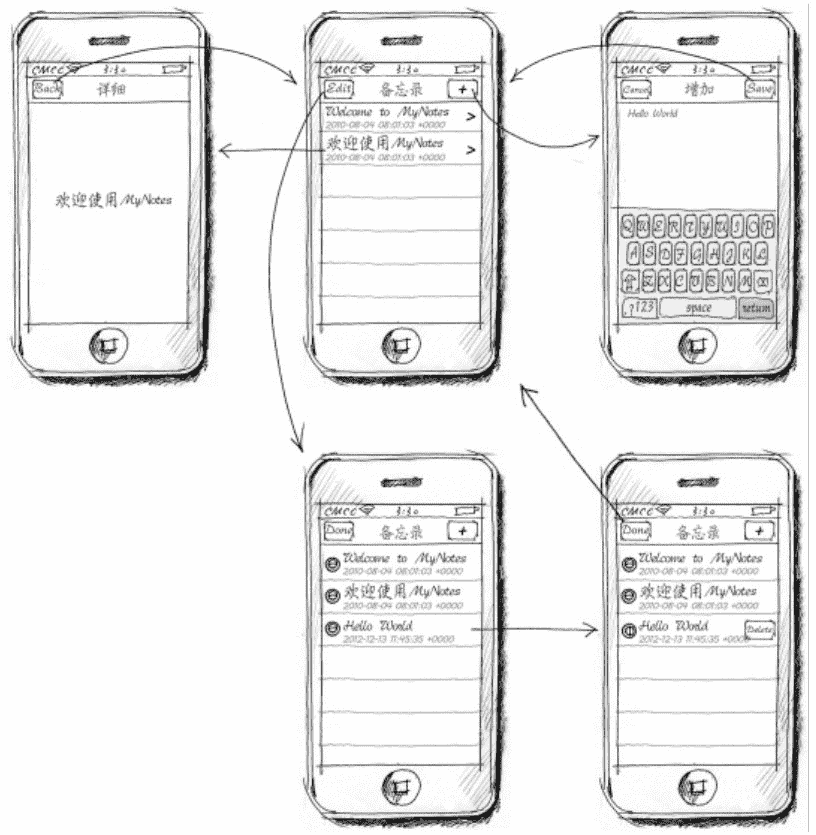 CMCC 3:30
Back 详细
欢迎使用MyNotes
CMCC 3:30
Edit 备忘录 +
Welcome to MyNotes >
2010-08-04 08:01:03 +0000
欢迎使用MyNotes >
2010-08-04 08:01:03 +0000
CMCC 3:30
Cancel 增加 Save
Hello World
Q W E R T Y U I O P
A S D F G H J K L
Z X C V B N M
.?123 space return
CMCC 3:30
Done 备忘录 +
Welcome to MyNotes
2010-08-04 08:01:03 +0000
欢迎使用MyNotes
2010-08-04 08:01:03 +0000
Hello World
2012-12-13 11:45:35 +0000
CMCC 3:30
Done 备忘录 +
Welcome to MyNotes
2010-08-04 08:01:03 +0000
欢迎使用MyNotes
2010-08-04 08:01:03 +0000
Hello World
2012-12-13 11:45:35 +0000 Delete